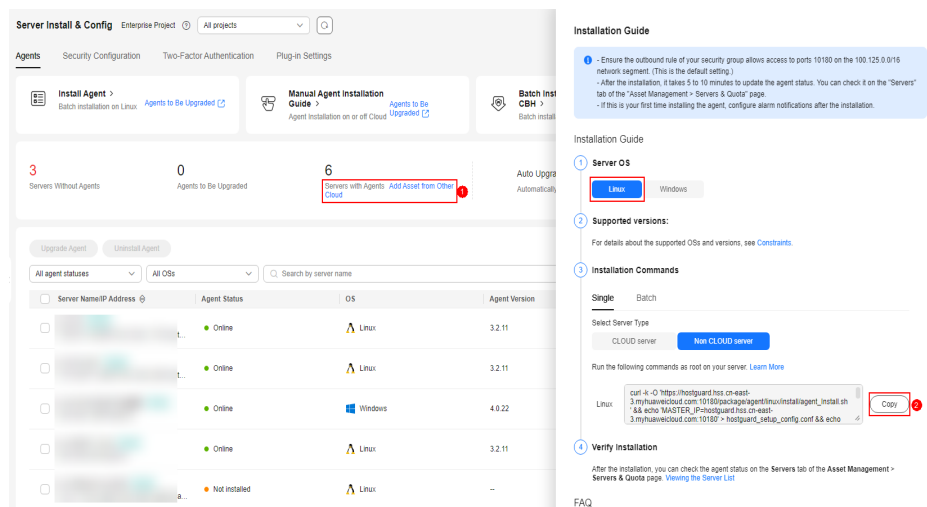 Server Install & Config Enterprise Project ? All projects
Agents Security Configuration Two-Factor Authentication Plug-in Settings
Install Agent >
Batch installation on Linux
Agents to Be Upgraded
Manual Agent Installation
Guide >
Agent Installation on or off Cloud
Agents to Be
Upgraded
Batch Inst
CBH >
Batch install
3
Servers Without Agents
0
Agents to Be Upgraded
6
Servers with Agents Add Asset from Other
Cloud
1
Auto Upgra
Automatically
Upgrade Agent Uninstall Agent
All agent statuses All OSs Search by server name
Server Name/IP Address Agent Status OS Agent Version
t... Online Linux 3.2.11
t... Online Linux 3.2.11
Online Windows 4.0.22
Online Linux 3.2.11
a... Not installed Linux --
Installation Guide
- Ensure the outbound rule of your security group allows access to ports 10180 on the 100.125.0.0/16
network segment. (This is the default setting.)
- After the installation, it takes 5 to 10 minutes to update the agent status. You can check it on the "Servers"
tab of the "Asset Management > Servers & Quota" page.
- If this is your first time installing the agent, configure alarm notifications after the installation.
Installation Guide
1 Server OS
Linux Windows
2 Supported versions:
For details about the supported OSs and versions, see Constraints.
3 Installation Commands
Single Batch
Select Server Type
CLOUD server Non CLOUD server
Run the following commands as root on your server. Learn More
Linux
curl -k -O 'https://hostguard.hss.cn-east-
3.myhuaweicloud.com:10180/package/agent/linux/install/agent_Install.sh
' && echo 'MASTER_IP=hostguard.hss.cn-east-
3.myhuaweicloud.com:10180' > hostguard_setup_config.conf && echo
Copy
2
4 Verify Installation
After the installation, you can check the agent status on the Servers tab of the Asset Management >
Servers & Quota page. Viewing the Server List
FAQ